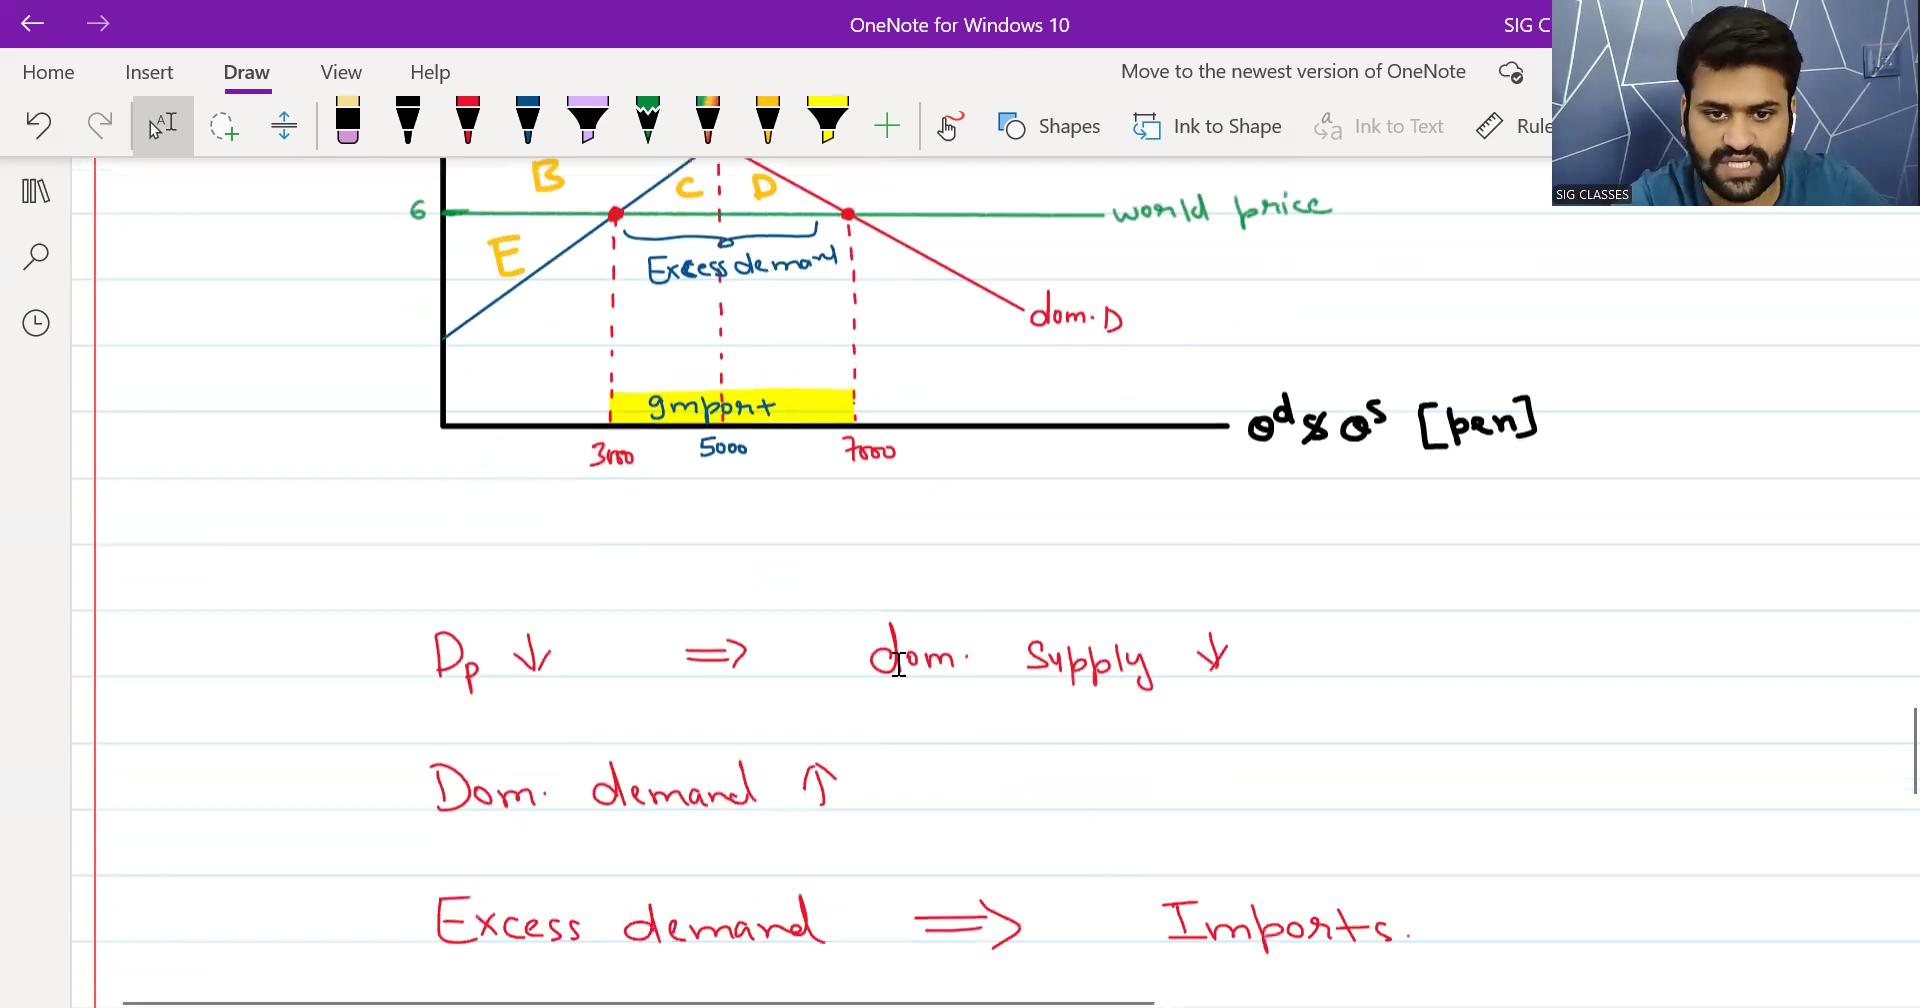 OneNote for Windows 10
SIG C
Home Insert Draw View Help
Move to the newest version of OneNote
Shapes Ink to Shape Ink to Text Rule
SIG CLASSES
B C D
6 world price
E
Excess demand
dom. D
Import
3000 5000 7000
Qd & Qs [pen]
Dp ↓ ⇒ dom. Supply ↓
Dom. demand ↑
Excess demand ⇒ Imports.